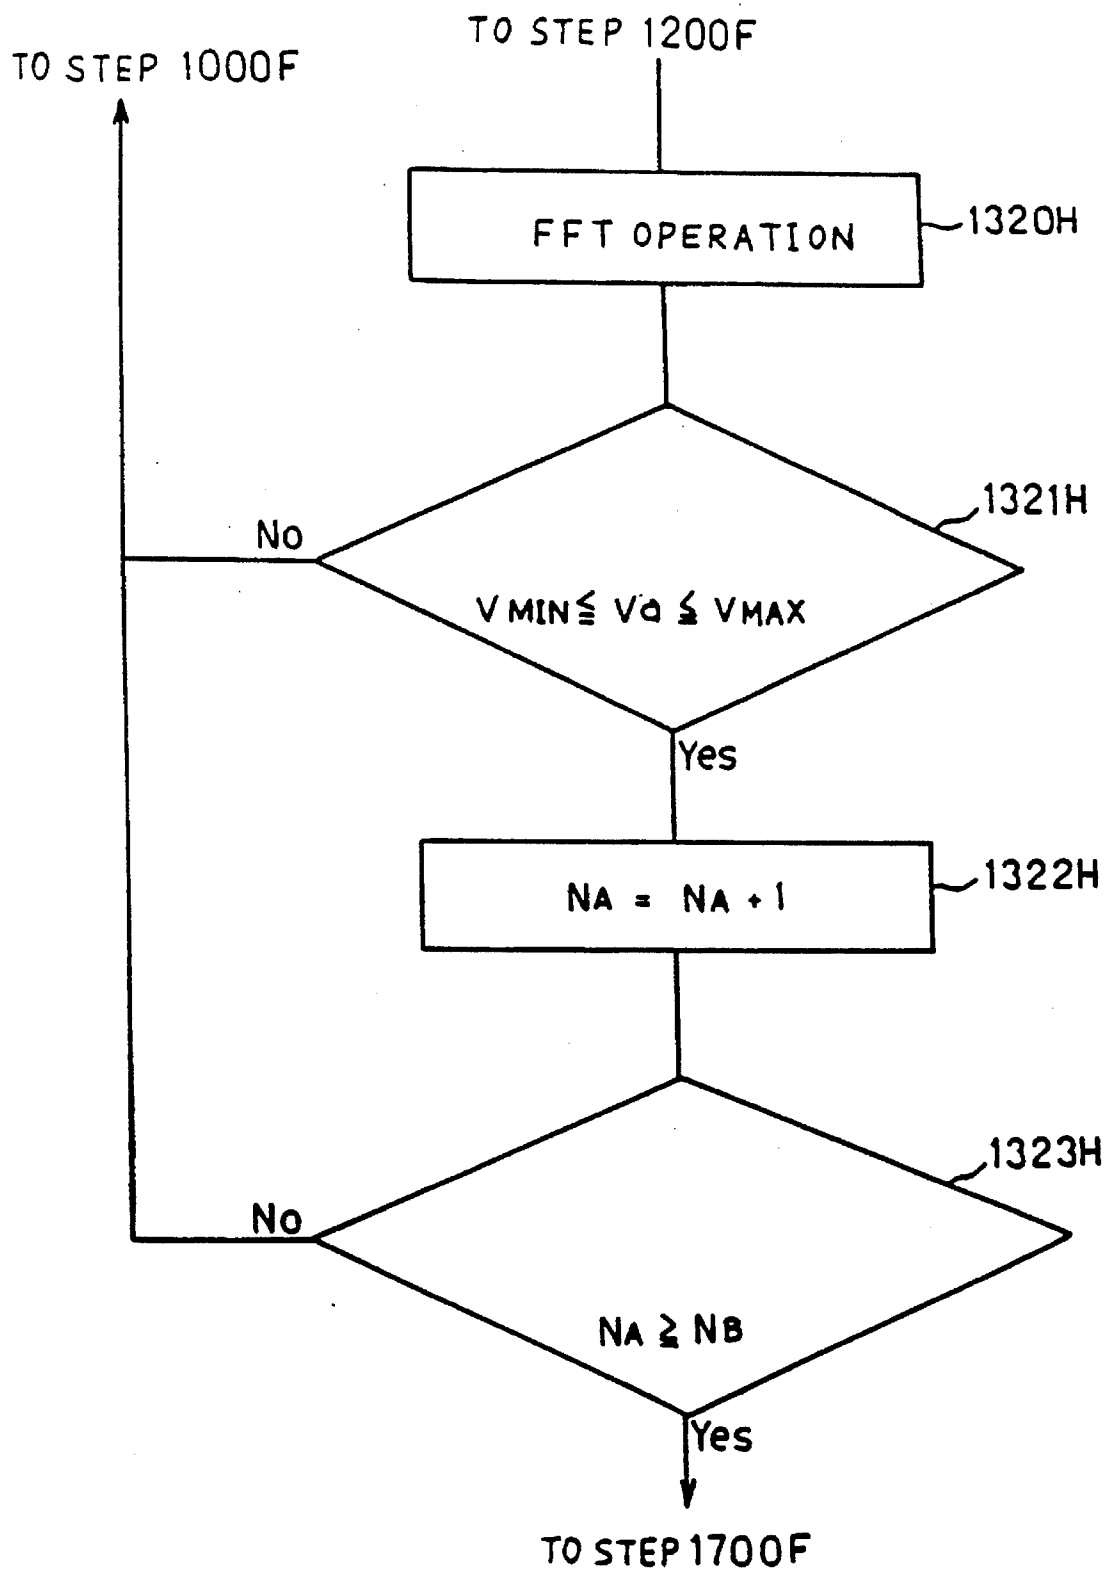 TO STEP 1200F
TO STEP 1000F
FFT OPERATION
1320H
1321H
No
VMIN ≦ Va ≦ VMAX
Yes
NA = NA + 1
1322H
1323H
No
NA ≧ NB
Yes
TO STEP 1700F